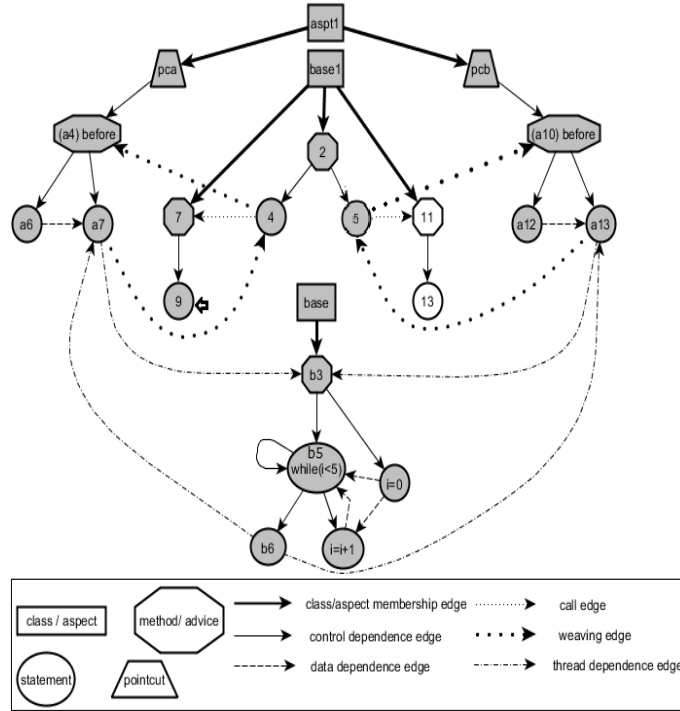 aspt1
pca
base1
pcb
(a4) before
(a10) before
2
7
4
5
11
a6
a7
a12
a13
9
13
base
b3
b5
while(i<5)
i=0
b6
i=i+1
class / aspect
method/ advice
class/aspect membership edge
call edge
control dependence edge
weaving edge
data dependence edge
thread dependence edge
statement
pointcut